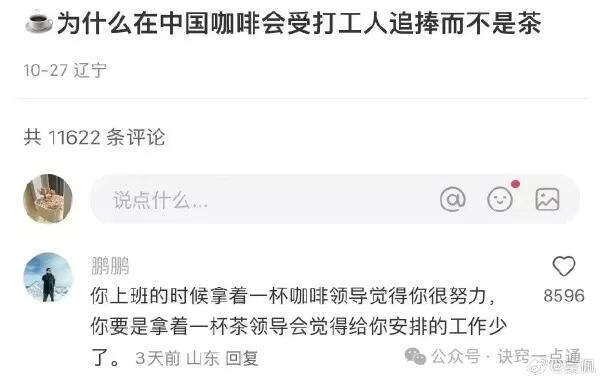 ☕为什么在中国咖啡会受打工人追捧而不是茶
10-27 辽宁
共 11622 条评论
说点什么...
鹏鹏
你上班的时候拿着一杯咖啡领导觉得你很努力，
8596
你要是拿着一杯茶领导会觉得给你安排的工作少
了。 3天前 山东 回复
公众号 · 诀窍一点通